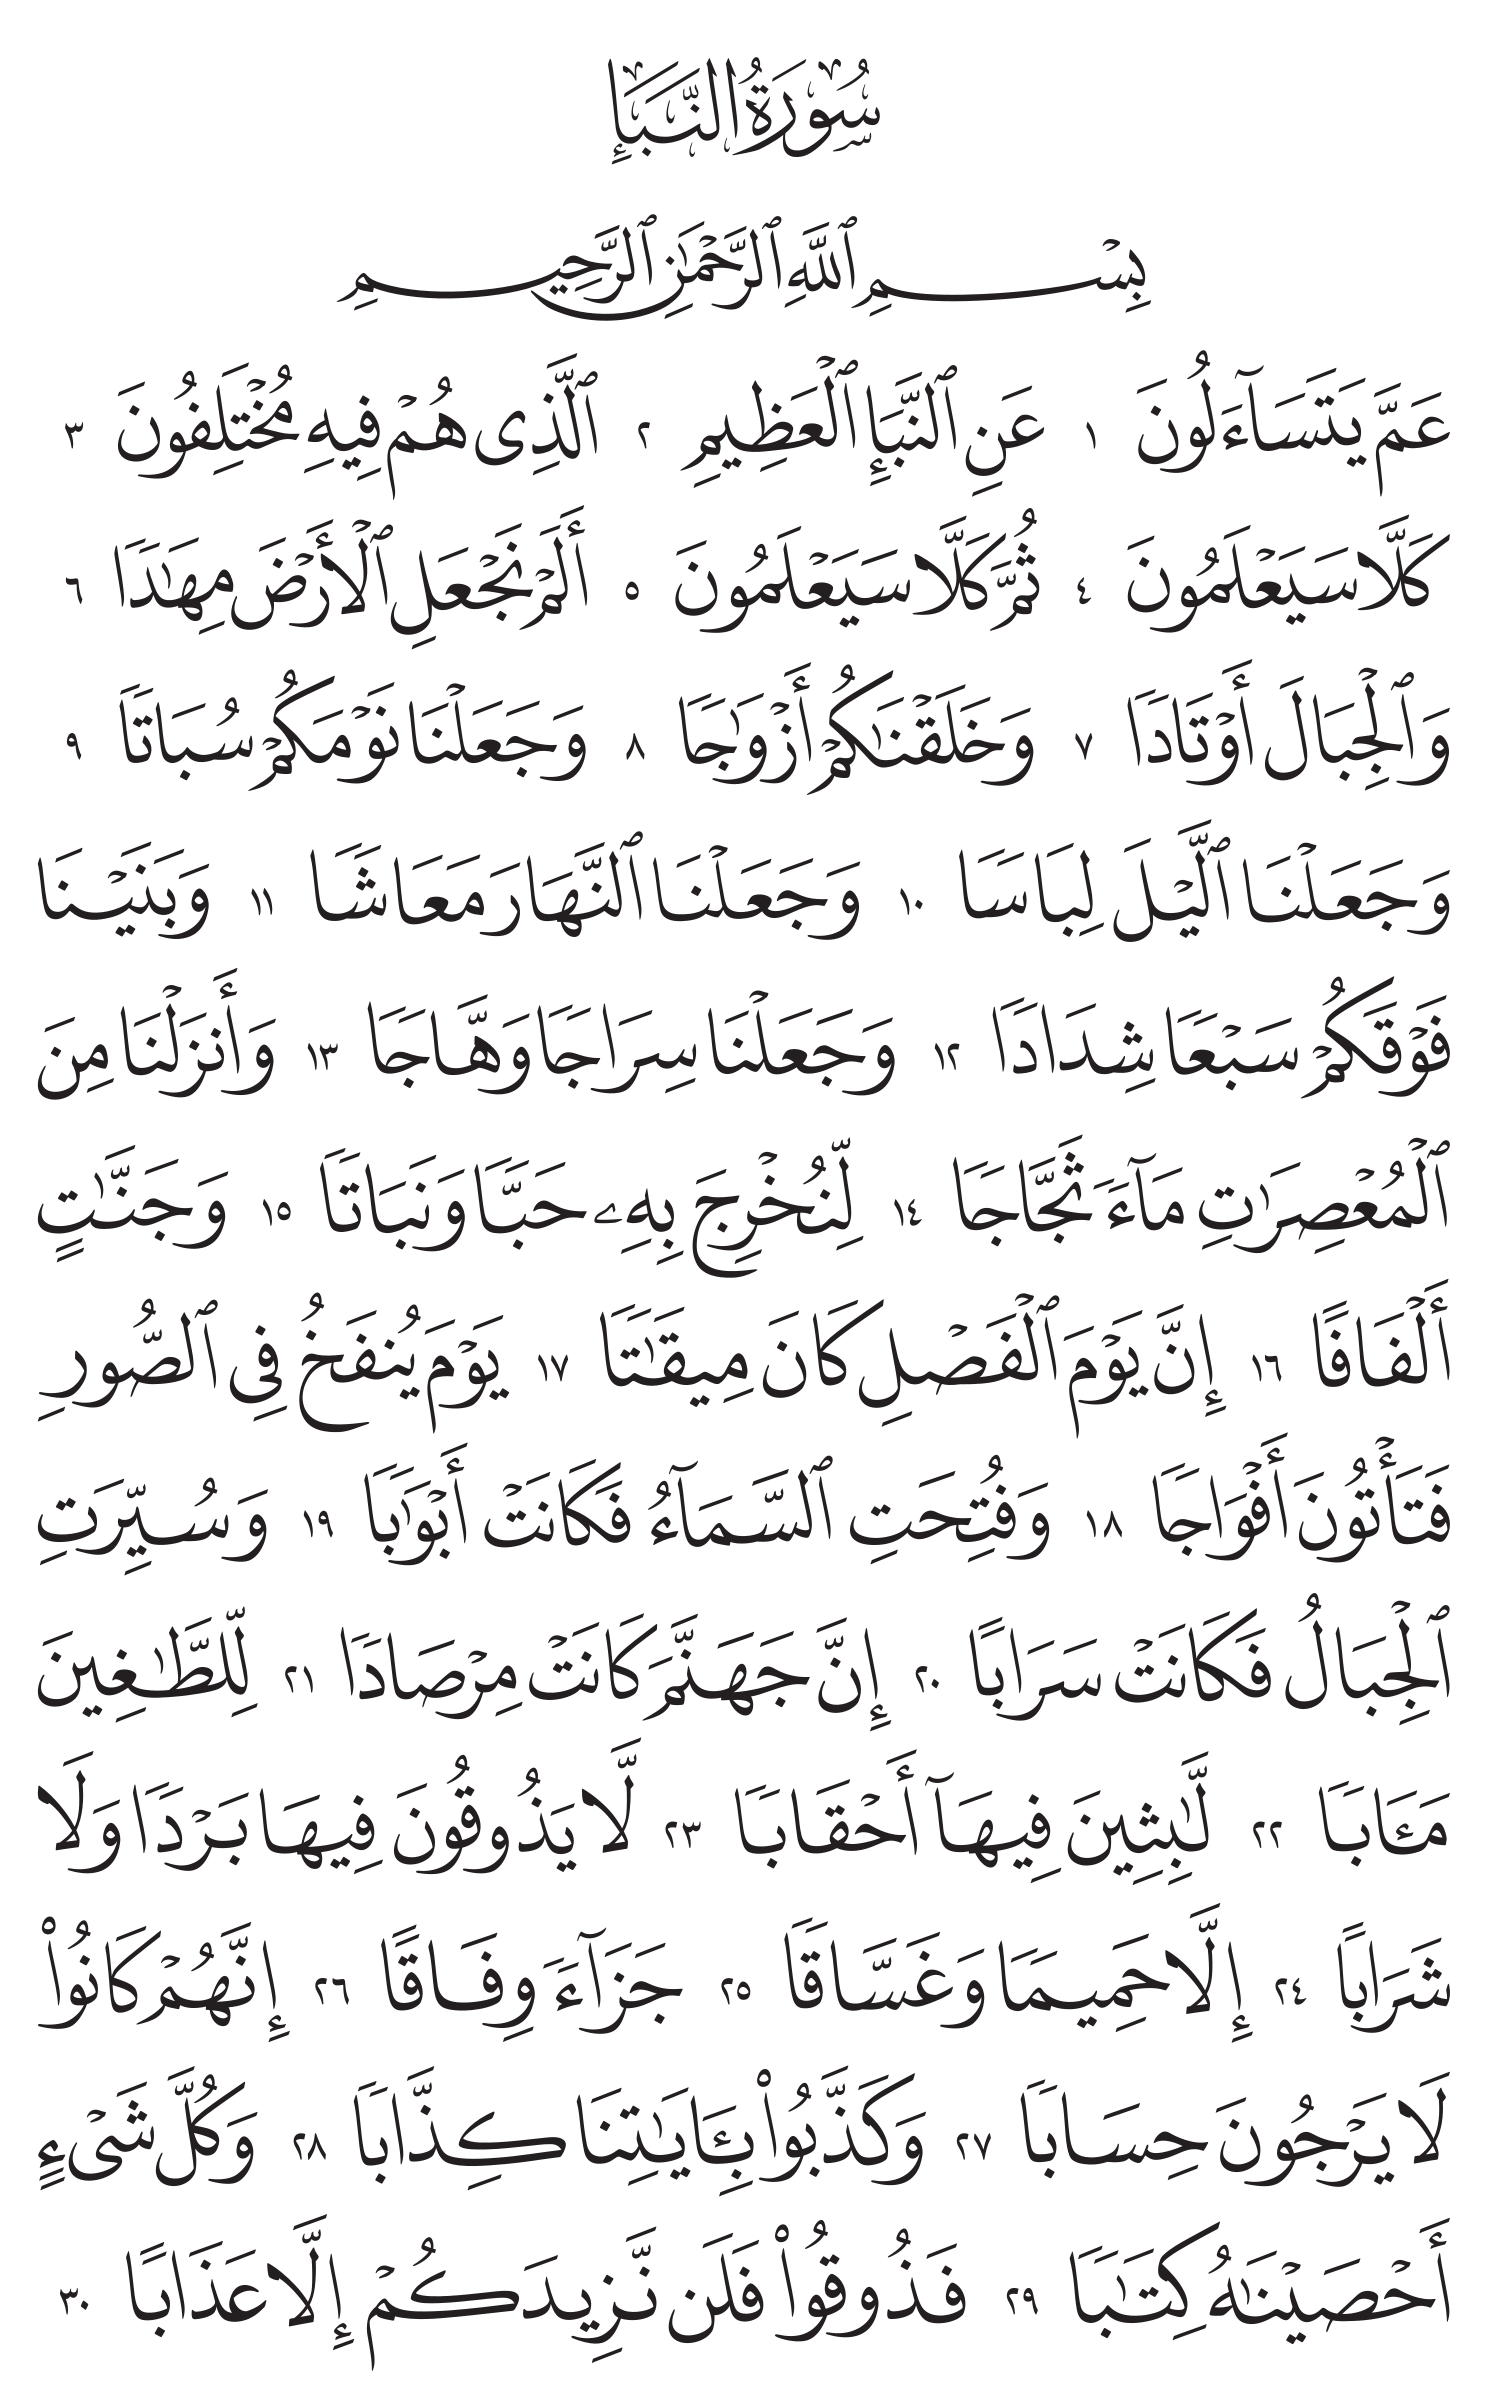 سُورَةُ النَّبَإِ
بِسْمِ ٱللَّهِ ٱلرَّحْمَٰنِ ٱلرَّحِيمِ
عَمَّ يَتَسَآءَلُونَ ١ عَنِ ٱلنَّبَإِ ٱلْعَظِيمِ ٢ ٱلَّذِى هُمْ فِيهِ مُخْتَلِفُونَ ٣
كَلَّا سَيَعْلَمُونَ ٤ ثُمَّ كَلَّا سَيَعْلَمُونَ ٥ أَلَمْ نَجْعَلِ ٱلْأَرْضَ مِهَٰدًا ٦
وَٱلْجِبَالَ أَوْتَادًا ٧ وَخَلَقْنَٰكُمْ أَزْوَٰجًا ٨ وَجَعَلْنَا نَوْمَكُمْ سُبَاتًا ٩
وَجَعَلْنَا ٱلَّيْلَ لِبَاسًا ١٠ وَجَعَلْنَا ٱلنَّهَارَ مَعَاشًا ١١ وَبَنَيْنَا
فَوْقَكُمْ سَبْعًا شِدَادًا ١٢ وَجَعَلْنَا سِرَاجًا وَهَّاجًا ١٣ وَأَنزَلْنَا مِنَ
ٱلْمُعْصِرَٰتِ مَآءً ثَجَّاجًا ١٤ لِّنُخْرِجَ بِهِۦ حَبًّا وَنَبَاتًا ١٥ وَجَنَّٰتٍ
أَلْفَافًا ١٦ إِنَّ يَوْمَ ٱلْفَصْلِ كَانَ مِيقَٰتًا ١٧ يَوْمَ يُنفَخُ فِى ٱلصُّورِ
فَتَأْتُونَ أَفْوَاجًا ١٨ وَفُتِحَتِ ٱلسَّمَآءُ فَكَانَتْ أَبْوَٰبًا ١٩ وَسُيِّرَتِ
ٱلْجِبَالُ فَكَانَتْ سَرَابًا ٢٠ إِنَّ جَهَنَّمَ كَانَتْ مِرْصَادًا ٢١ لِّلطَّٰغِينَ
مَـَٔابًا ٢٢ لَّٰبِثِينَ فِيهَآ أَحْقَابًا ٢٣ لَّا يَذُوقُونَ فِيهَا بَرْدًا وَلَا
شَرَابًا ٢٤ إِلَّا حَمِيمًا وَغَسَّاقًا ٢٥ جَزَآءً وِفَاقًا ٢٦ إِنَّهُمْ كَانُوا۟
لَا يَرْجُونَ حِسَابًا ٢٧ وَكَذَّبُوا۟ بِـَٔايَٰتِنَا كِذَّابًا ٢٨ وَكُلَّ شَىْءٍ
أَحْصَيْنَٰهُ كِتَٰبًا ٢٩ فَذُوقُوا۟ فَلَن نَّزِيدَكُمْ إِلَّا عَذَابًا ٣٠